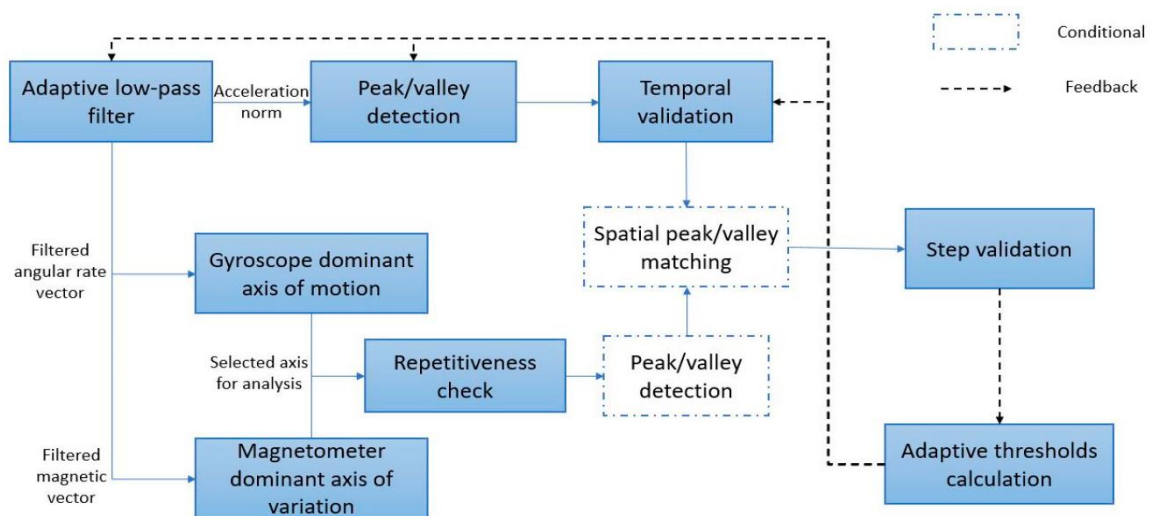 Conditional
Feedback
Adaptive low-pass
filter
Acceleration
norm
Peak/valley
detection
Temporal
validation
Filtered
angular rate
vector
Gyroscope dominant
axis of motion
Spatial peak/valley
matching
Step validation
Selected axis
for analysis
Repetitiveness
check
Peak/valley
detection
Filtered
magnetic
vector
Magnetometer
dominant axis of
variation
Adaptive thresholds
calculation